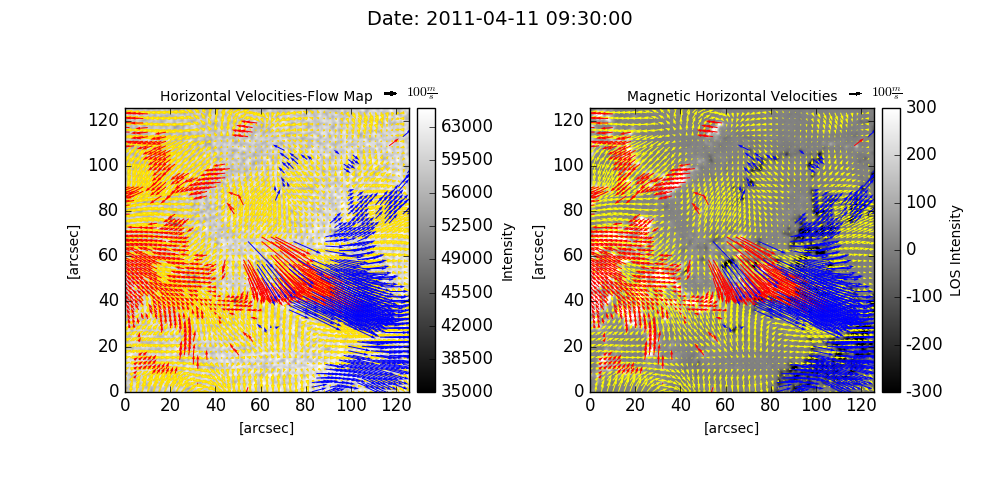 Date: 2011-04-11 09:30:00
Horizontal Velocities-Flow Map
100 m/s
120
100
80
60
40
20
0
0 20 40 60 80 100 120
[arcsec]
[arcsec]
63000
59500
56000
52500
49000
45500
42000
38500
35000
Intensity
Magnetic Horizontal Velocities
100 m/s
120
100
80
60
40
20
0
0 20 40 60 80 100 120
[arcsec]
[arcsec]
300
200
100
0
-100
-200
-300
LOS Intensity